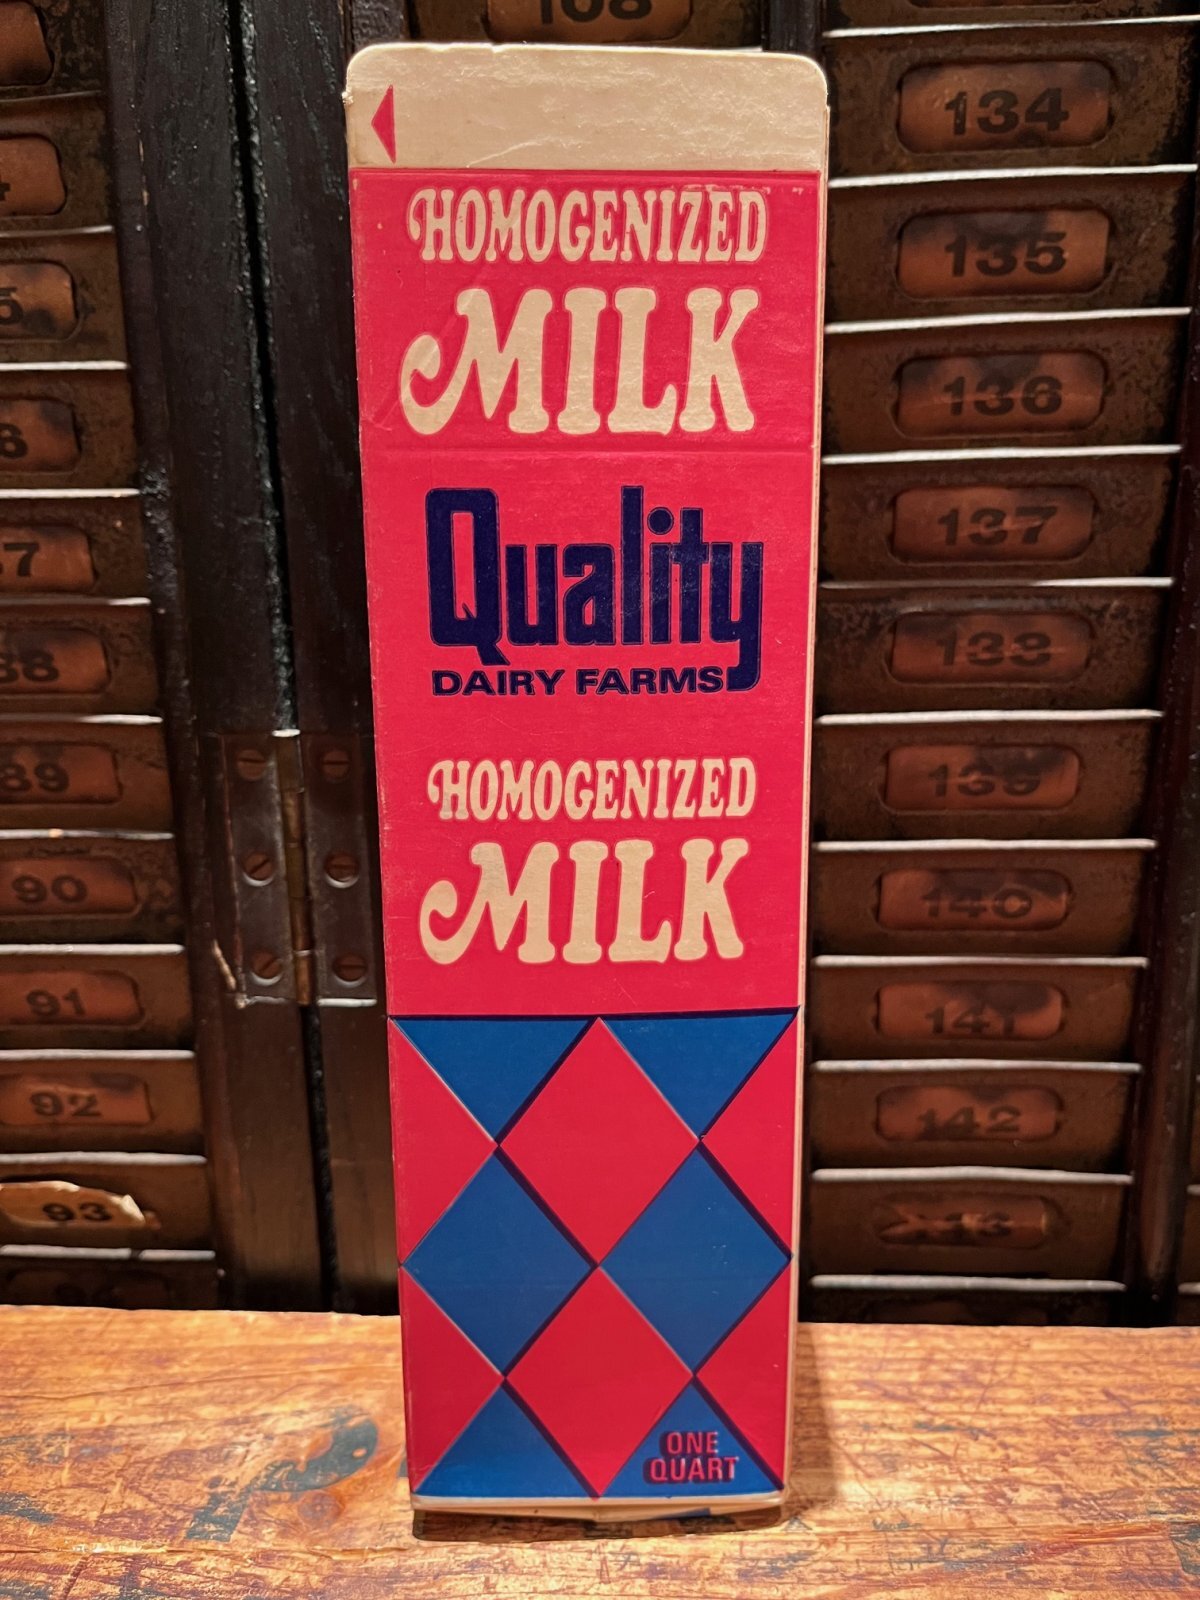 108
HOMOGENIZED
MILK
Quality
DAIRY FARMS
HOMOGENIZED
MILK
ONE
QUART
90
91
92
93
134
135
136
137
138
139
140
141
142